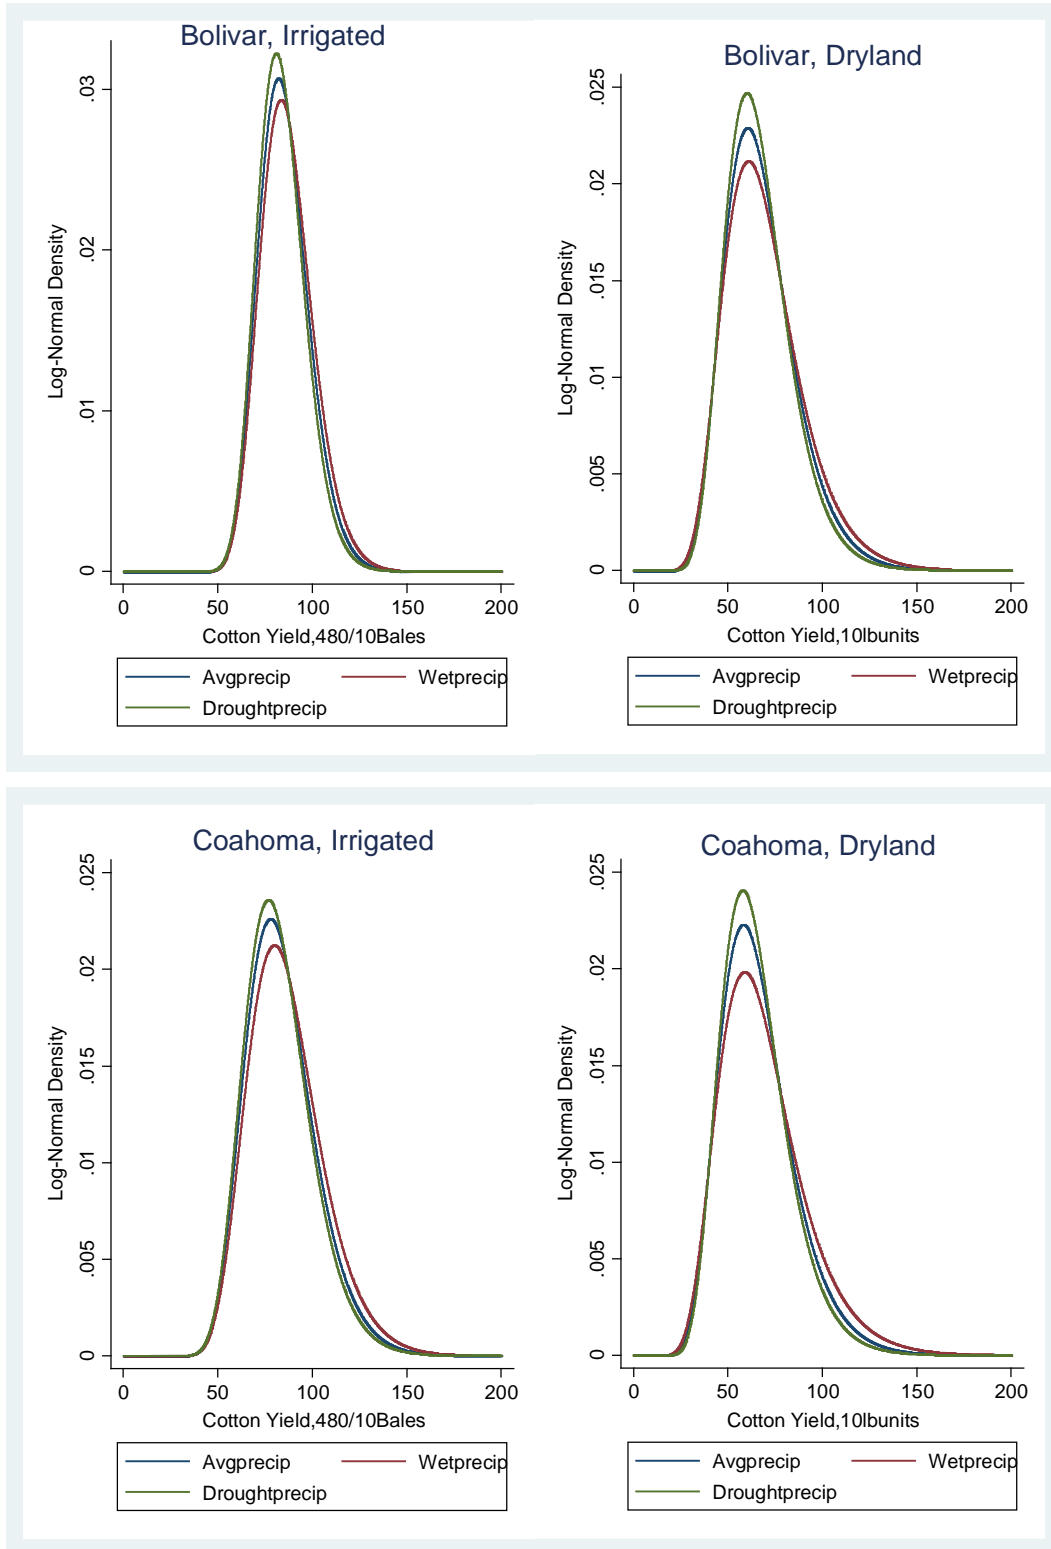 Bolivar, Irrigated
Log-Normal Density
.03
.02
.01
0
0 50 100 150 200
Cotton Yield,480/10Bales
Avgprecip Wetprecip
Droughtprecip
Bolivar, Dryland
Log-Normal Density
.025
.02
.015
.01
.005
0
0 50 100 150 200
Cotton Yield,10lbunits
Avgprecip Wetprecip
Droughtprecip
Coahoma, Irrigated
Log-Normal Density
.025
.02
.015
.01
.005
0
0 50 100 150 200
Cotton Yield,480/10Bales
Avgprecip Wetprecip
Droughtprecip
Coahoma, Dryland
Log-Normal Density
.025
.02
.015
.01
.005
0
0 50 100 150 200
Cotton Yield,10lbunits
Avgprecip Wetprecip
Droughtprecip